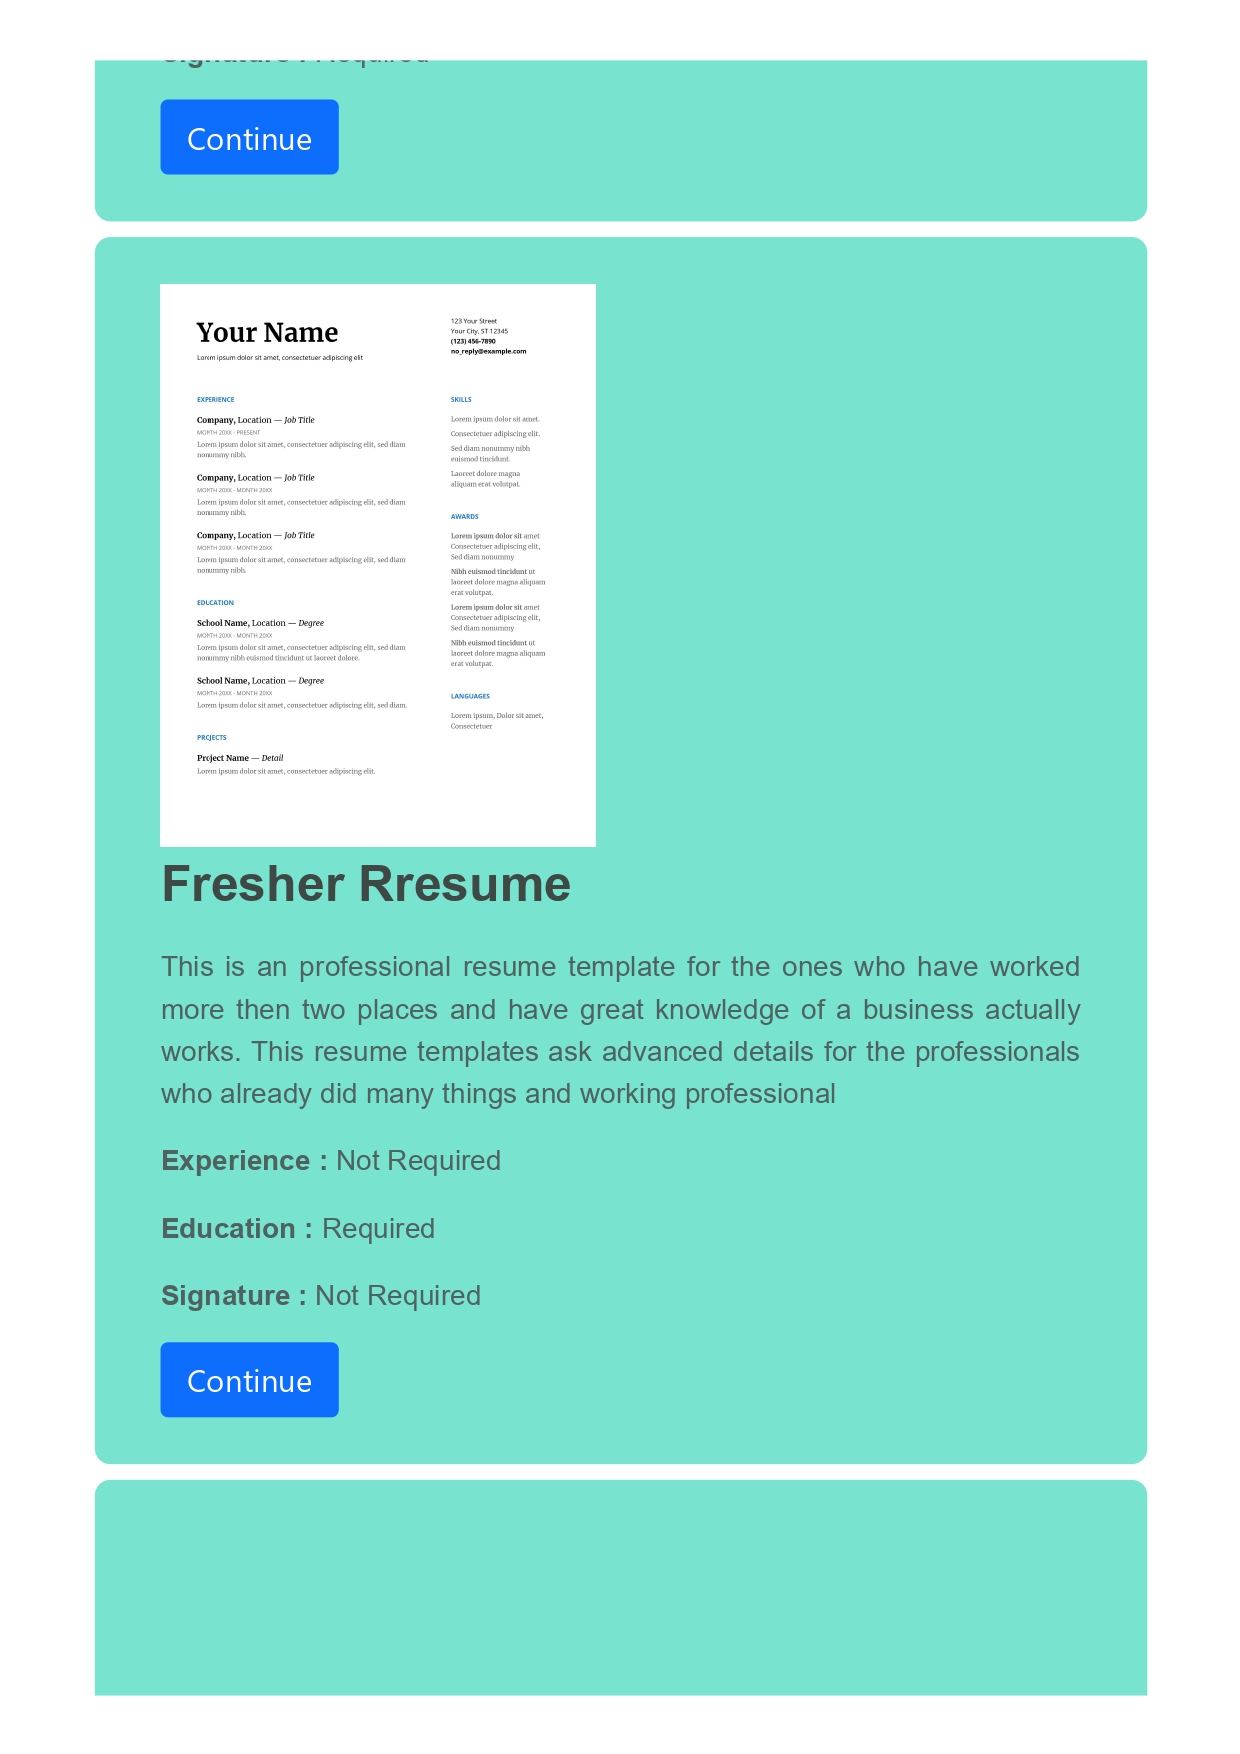 Signature : Required
Continue
Your Name
Lorem ipsum dolor sit amet, consectetuer adipiscing elit
123 Your Street
Your City, ST 12345
(123) 456-7890
no_reply@example.com
EXPERIENCE
Company, Location — Job Title
MONTH 20XX - PRESENT
Lorem ipsum dolor sit amet, consectetuer adipiscing elit, sed diam
nonummy nibh.
Company, Location — Job Title
MONTH 20XX - MONTH 20XX
Lorem ipsum dolor sit amet, consectetuer adipiscing elit, sed diam
nonummy nibh.
Company, Location — Job Title
MONTH 20XX - MONTH 20XX
Lorem ipsum dolor sit amet, consectetuer adipiscing elit, sed diam
nonummy nibh.
EDUCATION
School Name, Location — Degree
MONTH 20XX - MONTH 20XX
Lorem ipsum dolor sit amet, consectetuer adipiscing elit, sed diam
nonummy nibh euismod tincidunt ut laoreet dolore.
School Name, Location — Degree
MONTH 20XX - MONTH 20XX
Lorem ipsum dolor sit amet, consectetuer adipiscing elit, sed diam.
PROJECTS
Project Name — Detail
Lorem ipsum dolor sit amet, consectetuer adipiscing elit.
SKILLS
Lorem ipsum dolor sit amet.
Consectetuer adipiscing elit.
Sed diam nonummy nibh
euismod tincidunt.
Laoreet dolore magna
aliquam erat volutpat.
AWARDS
Lorem ipsum dolor sit amet
Consectetuer adipiscing elit,
Sed diam nonummy
Nibh euismod tincidunt ut
laoreet dolore magna aliquam
erat volutpat.
Lorem ipsum dolor sit amet
Consectetuer adipiscing elit,
Sed diam nonummy
Nibh euismod tincidunt ut
laoreet dolore magna aliquam
erat volutpat.
LANGUAGES
Lorem ipsum, Dolor sit amet,
Consectetuer
Fresher Rresume
This is an professional resume template for the ones who have worked
more then two places and have great knowledge of a business actually
works. This resume templates ask advanced details for the professionals
who already did many things and working professional
Experience : Not Required
Education : Required
Signature : Not Required
Continue